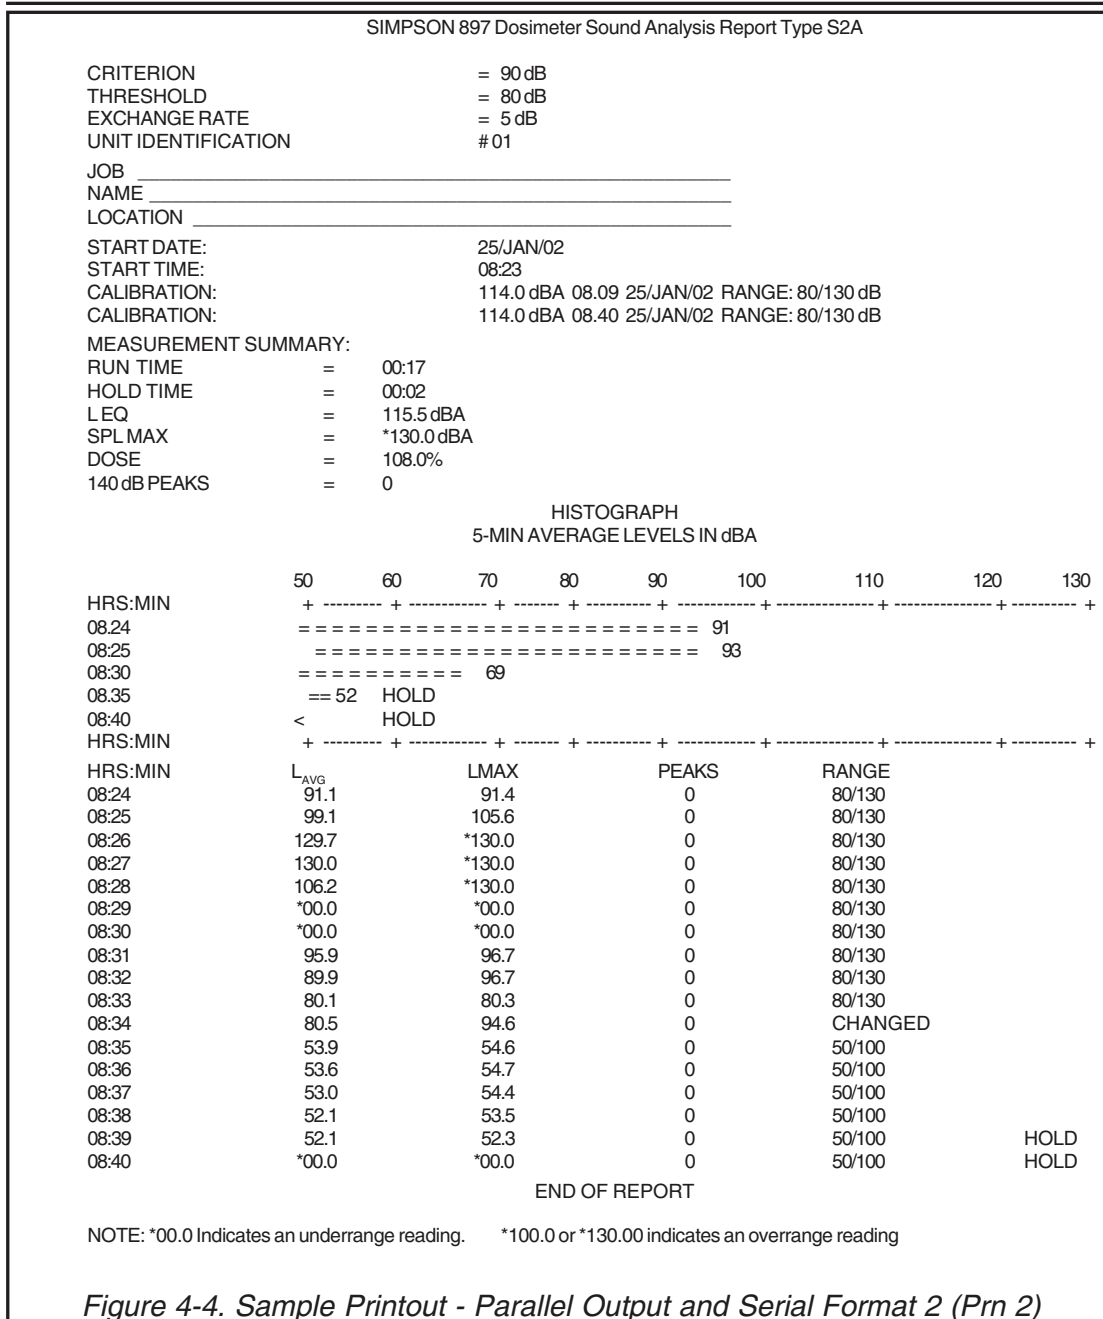 SIMPSON 897 Dosimeter Sound Analysis Report Type S2A
CRITERION = 90 dB
THRESHOLD = 80 dB
EXCHANGE RATE = 5 dB
UNIT IDENTIFICATION # 01
JOB
NAME
LOCATION
START DATE: 25/JAN/02
START TIME: 08:23
CALIBRATION: 114.0 dBA 08.09 25/JAN/02 RANGE: 80/130 dB
CALIBRATION: 114.0 dBA 08.40 25/JAN/02 RANGE: 80/130 dB
MEASUREMENT SUMMARY:
RUN TIME = 00:17
HOLD TIME = 00:02
L EQ = 115.5 dBA
SPL MAX = *130.0 dBA
DOSE = 108.0%
140 dB PEAKS = 0
HISTOGRAPH
5-MIN AVERAGE LEVELS IN dBA
50 60 70 80 90 100 110 120 130
HRS:MIN + --------- + ------------ + ------- + ---------- + ------------ + --------------- + --------------- + ---------- +
08.24 = = = = = = = = = = = = = = = = = = = = = = = = 91
08:25 = = = = = = = = = = = = = = = = = = = = = = = 93
08:30 = = = = = = = = = = 69
08.35 == 52 HOLD
08:40 < HOLD
HRS:MIN + --------- + ------------ + ------- + ---------- + ------------ + --------------- + --------------- + ---------- +
HRS:MIN LAVG LMAX PEAKS RANGE
08:24 91.1 91.4 0 80/130
08:25 99.1 105.6 0 80/130
08:26 129.7 *130.0 0 80/130
08:27 130.0 *130.0 0 80/130
08:28 106.2 *130.0 0 80/130
08:29 *00.0 *00.0 0 80/130
08:30 *00.0 *00.0 0 80/130
08:31 95.9 96.7 0 80/130
08:32 89.9 96.7 0 80/130
08:33 80.1 80.3 0 80/130
08:34 80.5 94.6 0 CHANGED
08:35 53.9 54.6 0 50/100
08:36 53.6 54.7 0 50/100
08:37 53.0 54.4 0 50/100
08:38 52.1 53.5 0 50/100
08:39 52.1 52.3 0 50/100 HOLD
08:40 *00.0 *00.0 0 50/100 HOLD
END OF REPORT
NOTE: *00.0 Indicates an underrange reading. *100.0 or *130.00 indicates an overrange reading
Figure 4-4. Sample Printout - Parallel Output and Serial Format 2 (Prn 2)